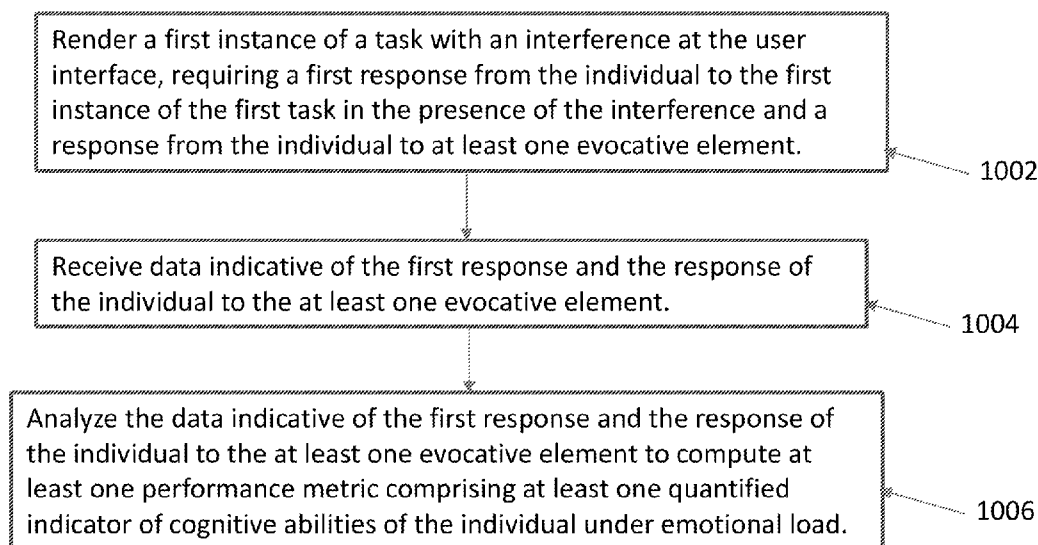 Render a first instance of a task with an interference at the user
interface, requiring a first response from the individual to the first
instance of the first task in the presence of the interference and a
response from the individual to at least one evocative element.
1002
Receive data indicative of the first response and the response of
the individual to the at least one evocative element.
1004
Analyze the data indicative of the first response and the response of
the individual to the at least one evocative element to compute at
least one performance metric comprising at least one quantified
indicator of cognitive abilities of the individual under emotional load.
1006